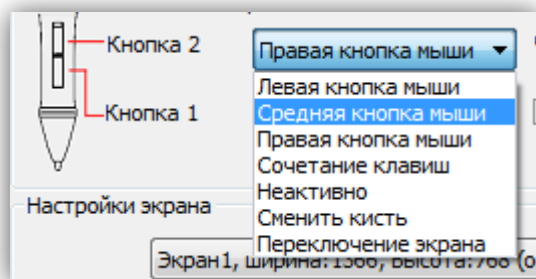 Кнопка 2
Правая кнопка мыши
Левая кнопка мыши
Средняя кнопка мыши
Кнопка 1
Правая кнопка мыши
Сочетание клавиш
Неактивно
Настройки экрана
Сменить кисть
Переключение экрана
Экран1, ширина:1366, высота:768 (о